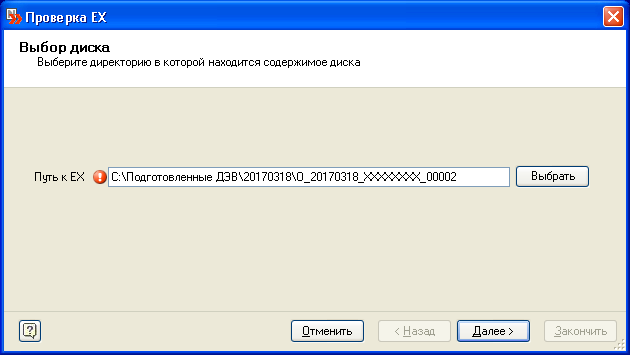 Проверка EX
Выбор диска
Выберите директорию в которой находится содержимое диска
Путь к EX
C:\Подготовленные ДЭВ\20170318\O_20170318_XXXXXXXX_00002
Выбрать
?
Отменить
< Назад
Далее >
Закончить